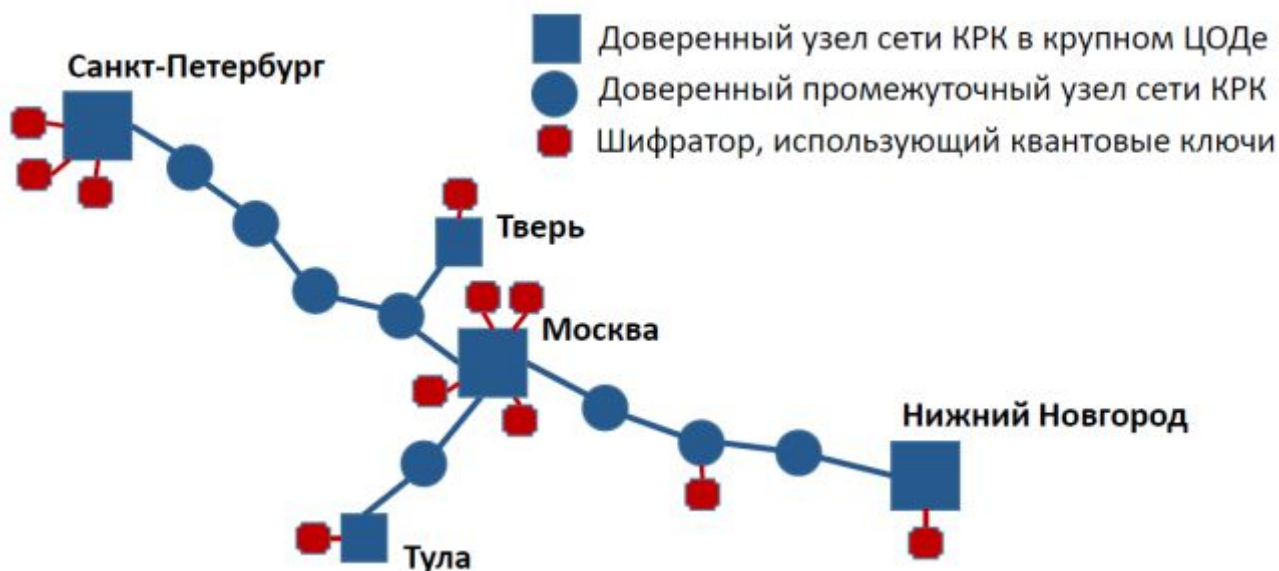 Санкт-Петербург
Доверенный узел сети КРК в крупном ЦОДе
Доверенный промежуточный узел сети КРК
Шифратор, использующий квантовые ключи
Тверь
Москва
Нижний Новгород
Тула